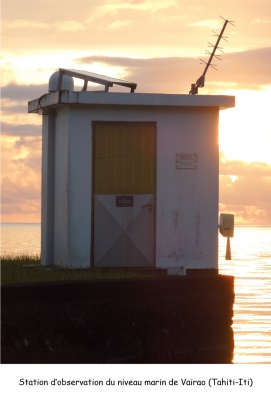 Station d'observation du niveau marin de Vairao (Tahiti-Iti)